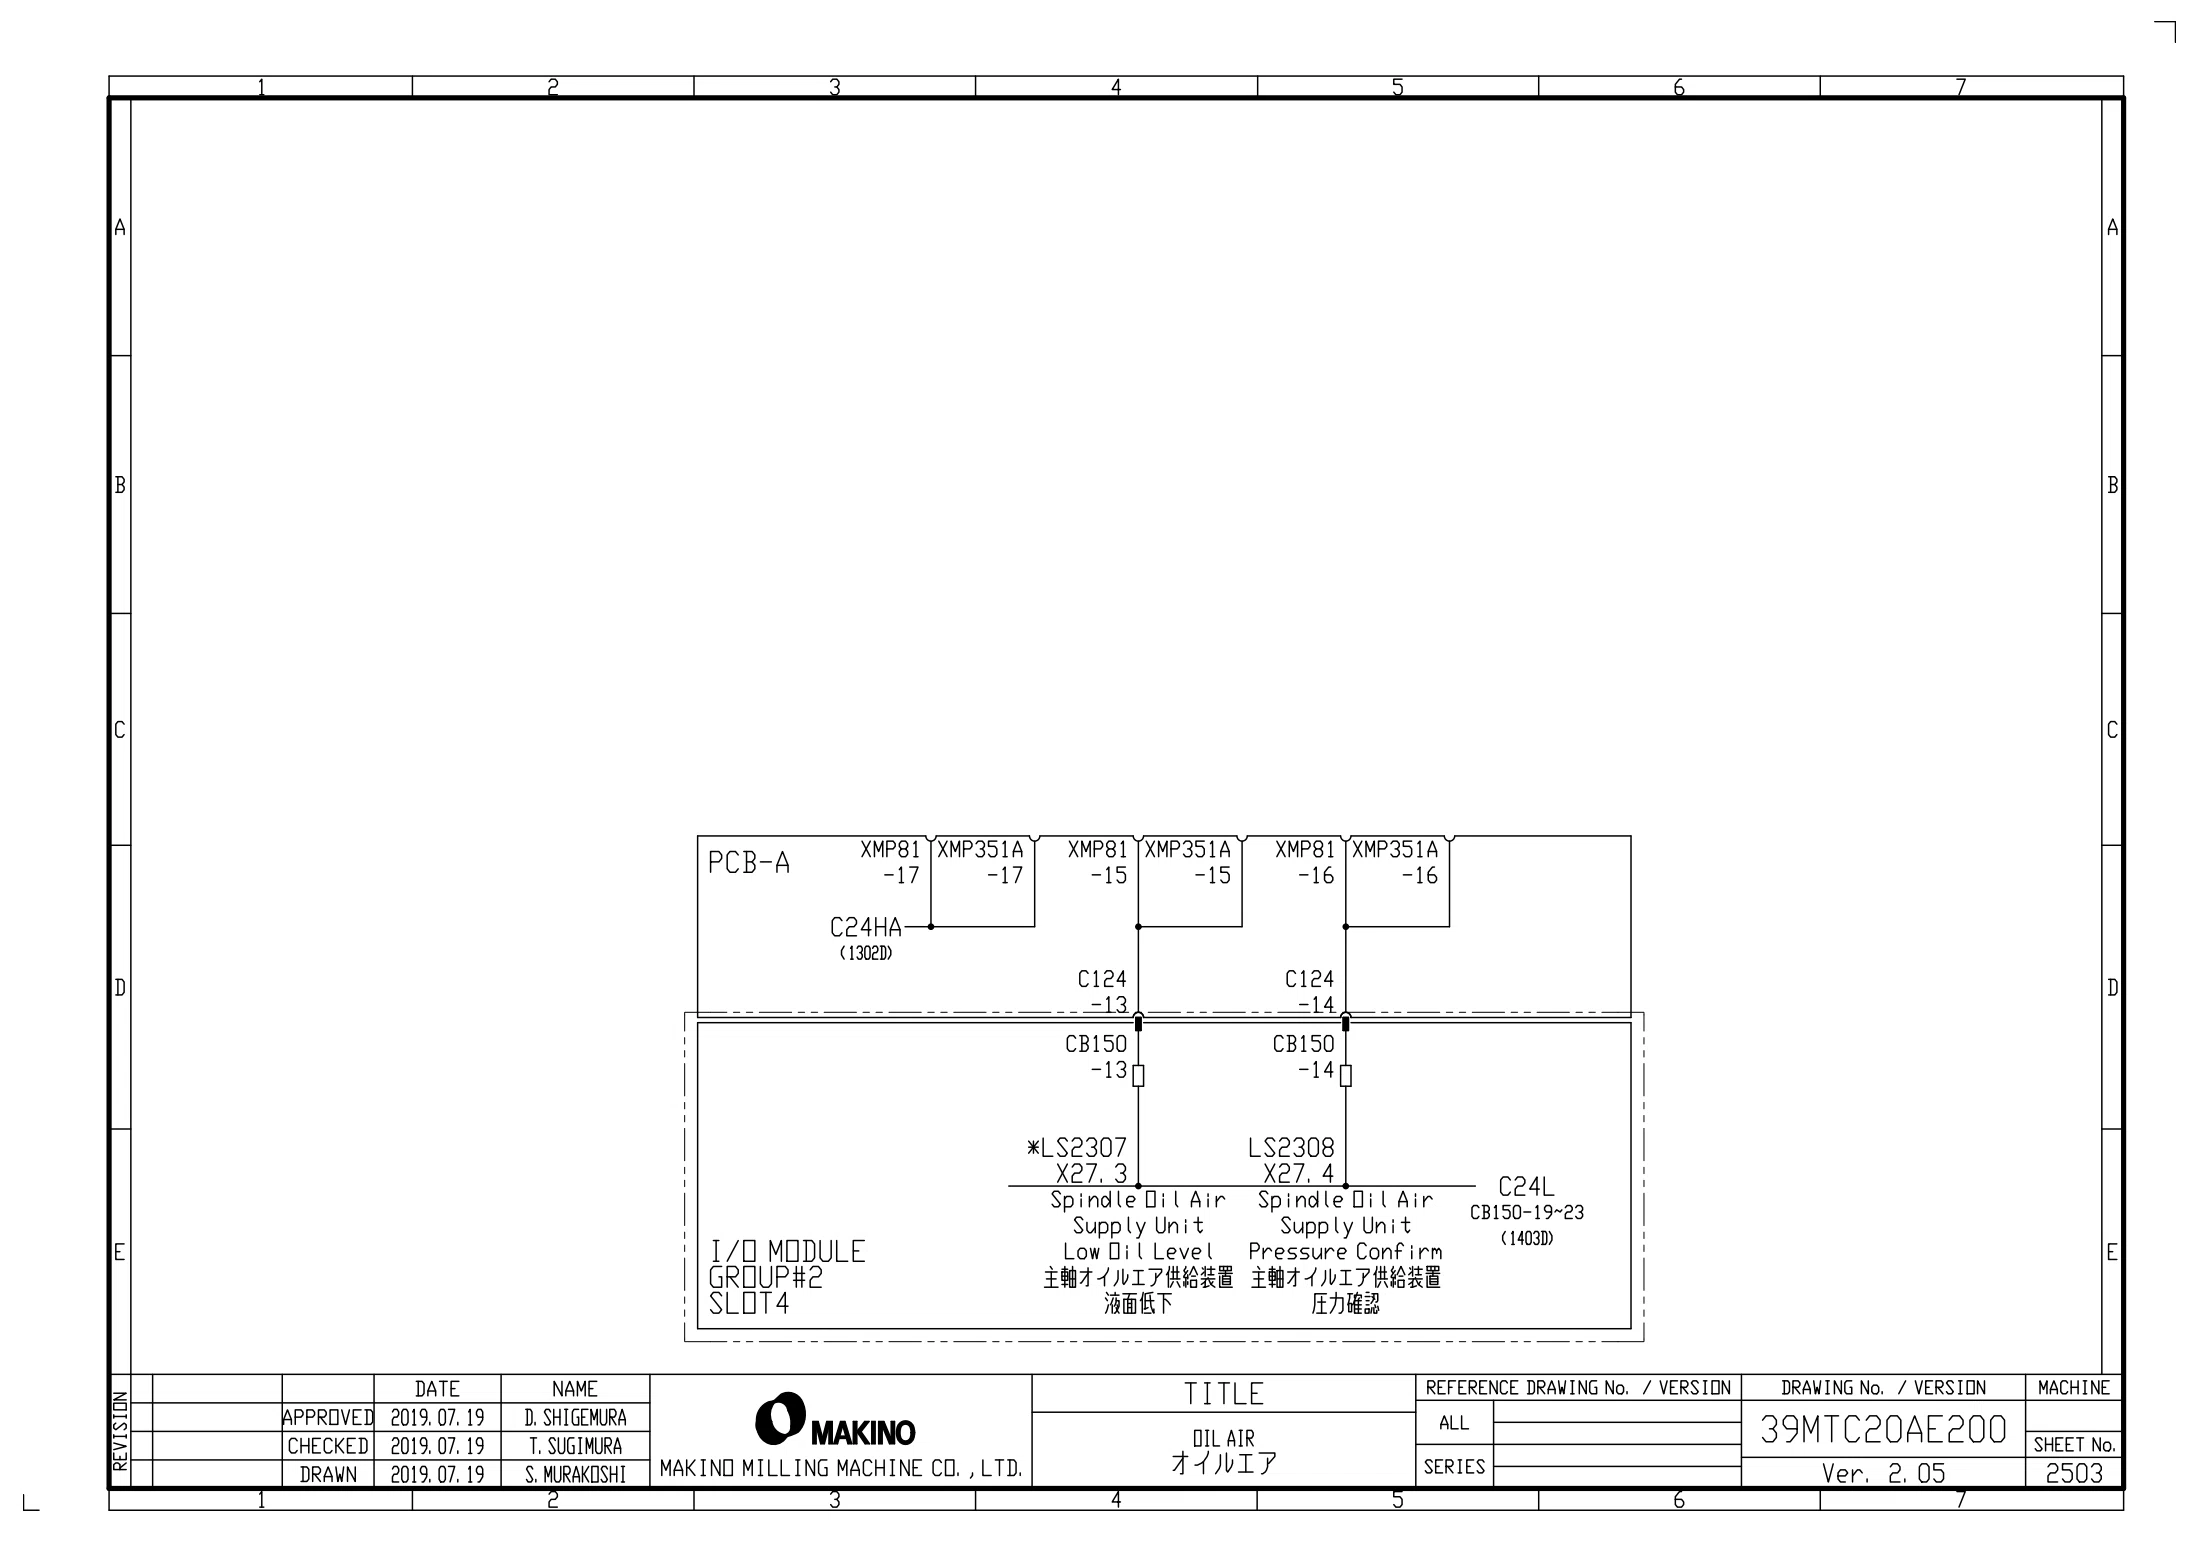 1 2 3 4 5 6 7
A A
B B
C C
D D
E E
PCB-A
XMP81 XMP351A XMP81 XMP351A XMP81 XMP351A
-17 -17 -15 -15 -16 -16
C24HA
(1302D)
C124 C124
-13 -14
CB150 CB150
-13 -14
*LS2307 LS2308
X27.3 X27.4
C24L
CB150-19~23
(1403D)
Spindle Oil Air Spindle Oil Air
Supply Unit Supply Unit
Low Oil Level Pressure Confirm
主軸オイルエア供給装置 主軸オイルエア供給装置
液面低下 圧力確認
I/O MODULE
GROUP#2
SLOT4
REVISION
DATE NAME
APPROVED 2019.07.19 D. SHIGEMURA
CHECKED 2019.07.19 T. SUGIMURA
DRAWN 2019.07.19 S. MURAKOSHI
MAKINO
MAKINO MILLING MACHINE CO.,LTD.
TITLE
OIL AIR
オイルエア
REFERENCE DRAWING No. / VERSION
ALL
SERIES
DRAWING No. / VERSION
39MTC20AE200
Ver. 2.05
MACHINE
SHEET No.
2503
1 2 3 4 5 6 7